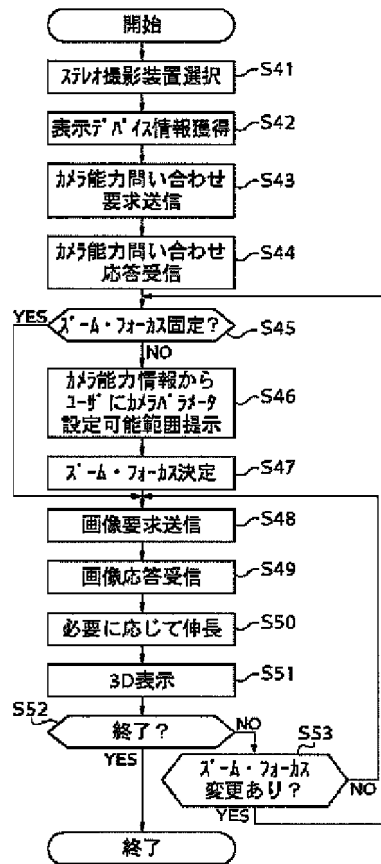 開始
ステレオ撮影装置選択 S41
表示デバイス情報獲得 S42
カメラ能力問い合わせ
要求送信 S43
カメラ能力問い合わせ
応答受信 S44
YES ズーム・フォーカス固定? S45
NO
カメラ能力情報から
ユーザにカメラパラメータ
設定可能範囲提示 S46
ズーム・フォーカス決定 S47
画像要求送信 S48
画像応答受信 S49
必要に応じて伸長 S50
3D表示 S51
S52
終了? NO S53
YES
ズーム・フォーカス
変更あり? NO
YES
終了